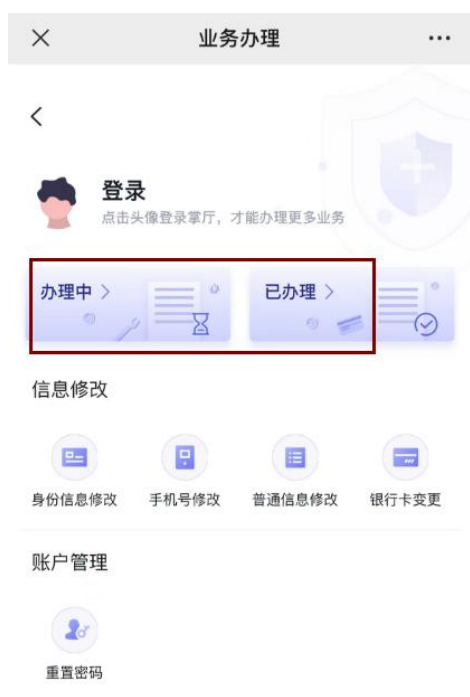 业务办理
登录
点击头像登录掌厅，才能办理更多业务
办理中
已办理
信息修改
身份信息修改 手机号修改 普通信息修改 银行卡变更
账户管理
重置密码